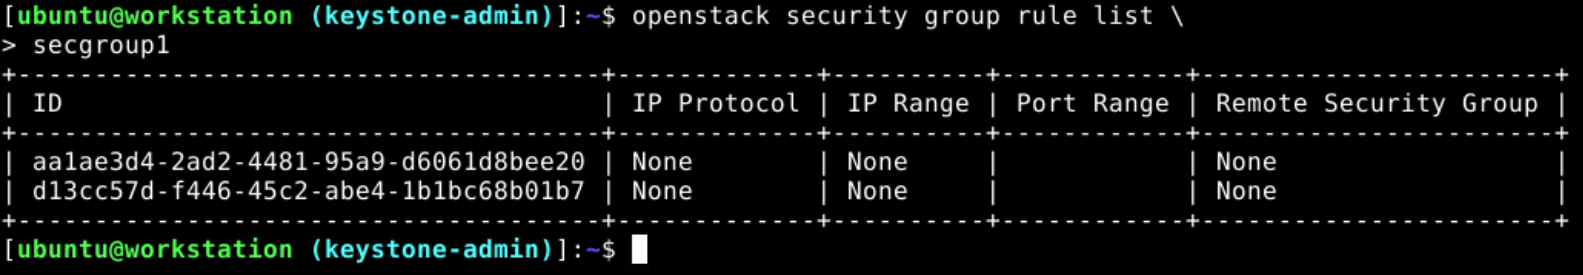 [ubuntu@workstation (keystone-admin)]:~$ openstack security group rule list \
> secgroup1
+--------------------------------------+-------------+----------+------------+-----------------------+
| ID                                   | IP Protocol | IP Range | Port Range | Remote Security Group |
+--------------------------------------+-------------+----------+------------+-----------------------+
| aa1ae3d4-2ad2-4481-95a9-d6061d8bee20 | None        | None     |            | None                  |
| d13cc57d-f446-45c2-abe4-1b1bc68b01b7 | None        | None     |            | None                  |
+--------------------------------------+-------------+----------+------------+-----------------------+
[ubuntu@workstation (keystone-admin)]:~$